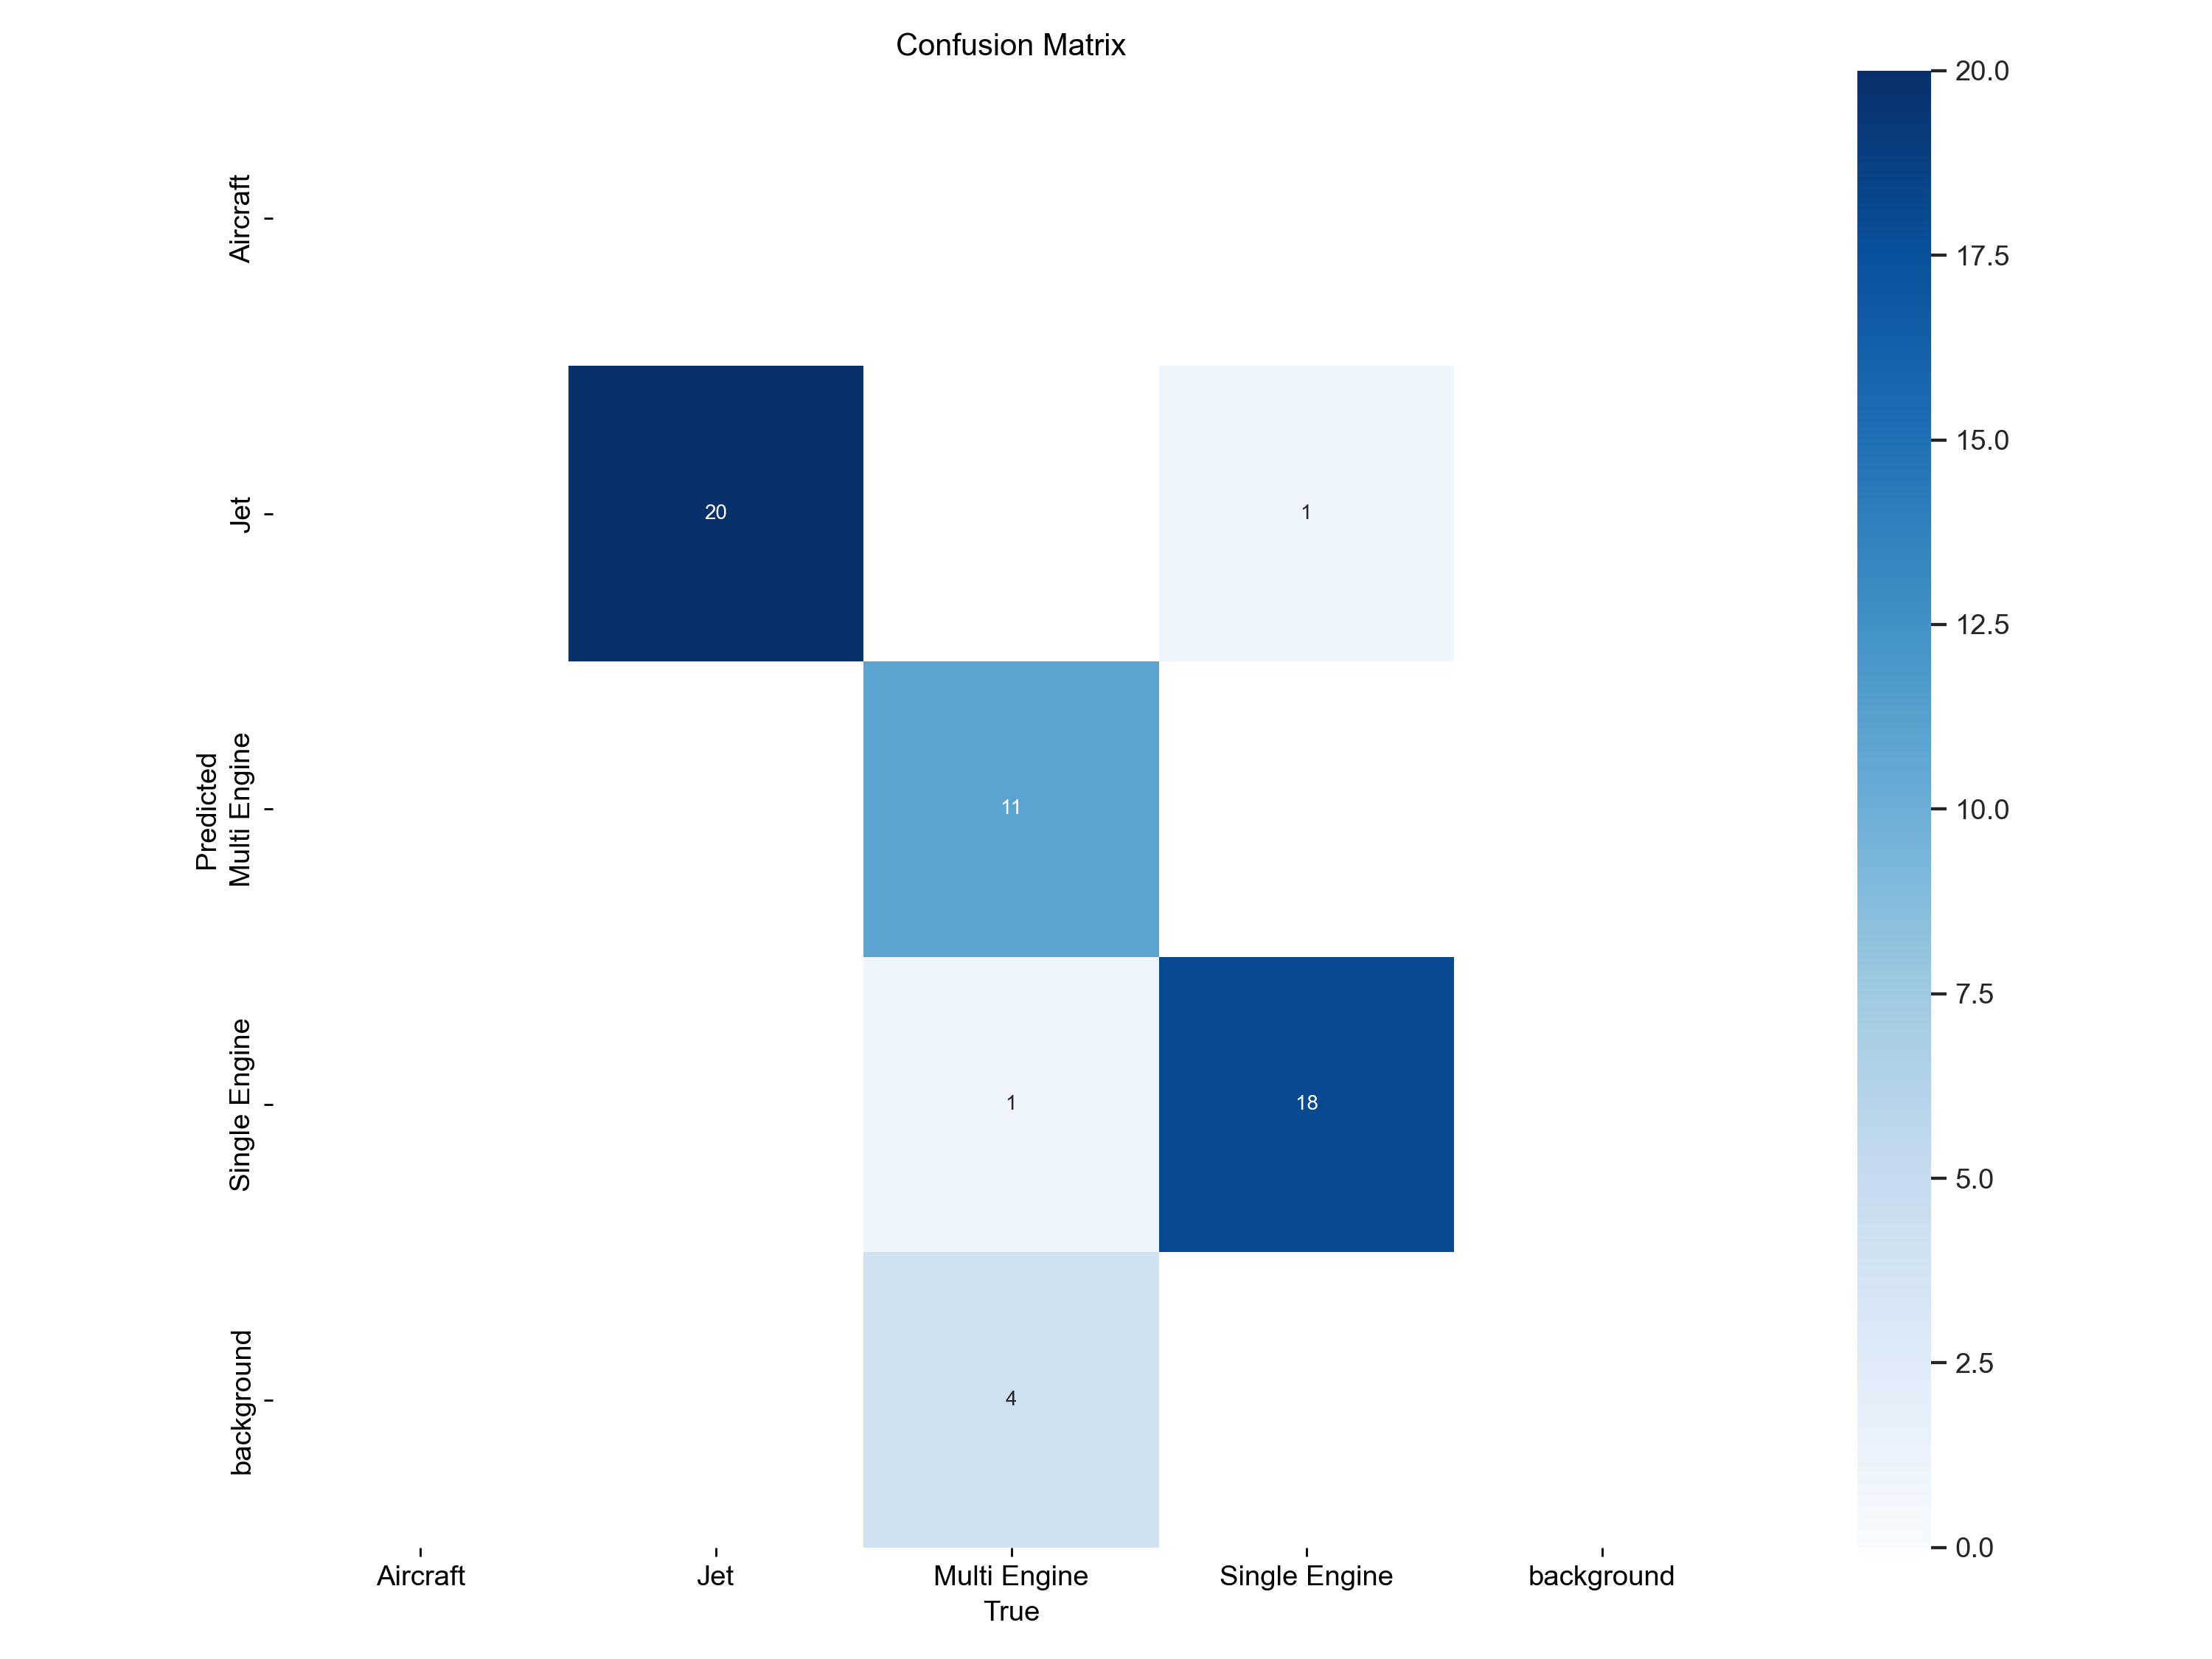 Confusion Matrix
20.0
17.5
15.0
12.5
10.0
7.5
5.0
2.5
0.0
Predicted
Aircraft
Jet
Multi Engine
Single Engine
background
20
1
11
1
18
4
Aircraft
Jet
Multi Engine
Single Engine
background
True